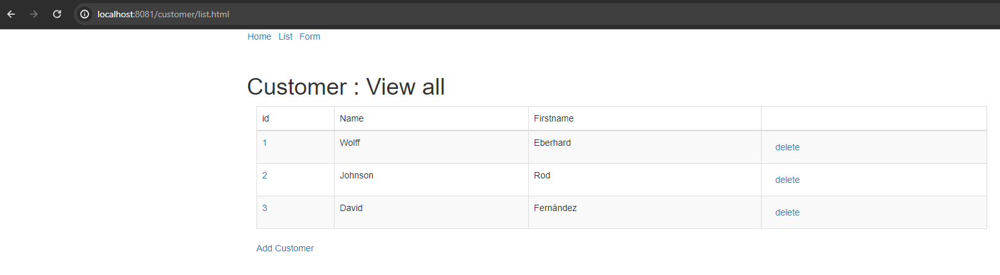 localhost:8081/customer/list.html
Home List Form
Customer : View all
id Name Firstname
1 Wolff Eberhard delete
2 Johnson Rod delete
3 David Fernández delete
Add Customer